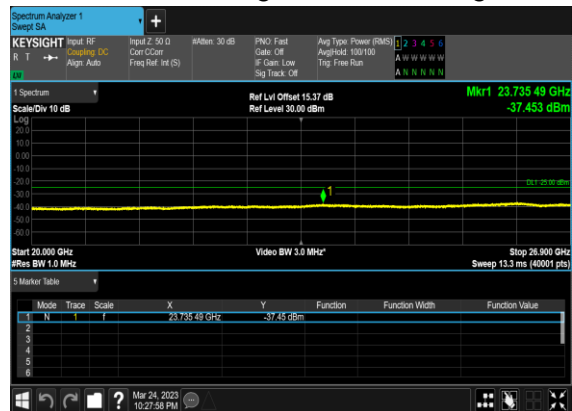 Spectrum Analyzer 1
Swept SA
KEYSIGHT Input: RF Input Z: 50 Ω #Atten: 30 dB PNO: Fast Avg Type: Power (RMS) 1 2 3 4 5 6
R T Coupling: DC Corr CCorr Gate: Off Avg|Hold: 100/100 A W W W W W
Align: Auto Freq Ref: Int (S) IF Gain: Low Trig: Free Run
LW Sig Track: Off A N N N N N
1 Spectrum Ref Lvl Offset 15.37 dB Mkr1 23.735 49 GHz
Scale/Div 10 dB Ref Level 30.00 dBm -37.453 dBm
Log
20.0
10.0
0.00
-10.0
-20.0
DL1 -25.00 dBm
-30.0
1
-40.0
-50.0
-60.0
Start 20.000 GHz Video BW 3.0 MHz* Stop 26.900 GHz
#Res BW 1.0 MHz Sweep 13.3 ms (40001 pts)
5 Marker Table
Mode Trace Scale X Y Function Function Width Function Value
1 N 1 f 23.735 49 GHz -37.45 dBm
2
3
4
5
6
? Mar 24, 2023
10:27:58 PM